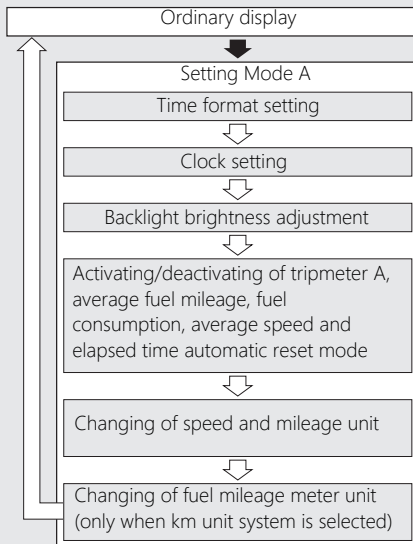 Ordinary display
Setting Mode A
Time format setting
Clock setting
Backlight brightness adjustment
Activating/deactivating of tripmeter A,
average fuel mileage, fuel
consumption, average speed and
elapsed time automatic reset mode
Changing of speed and mileage unit
Changing of fuel mileage meter unit
(only when km unit system is selected)